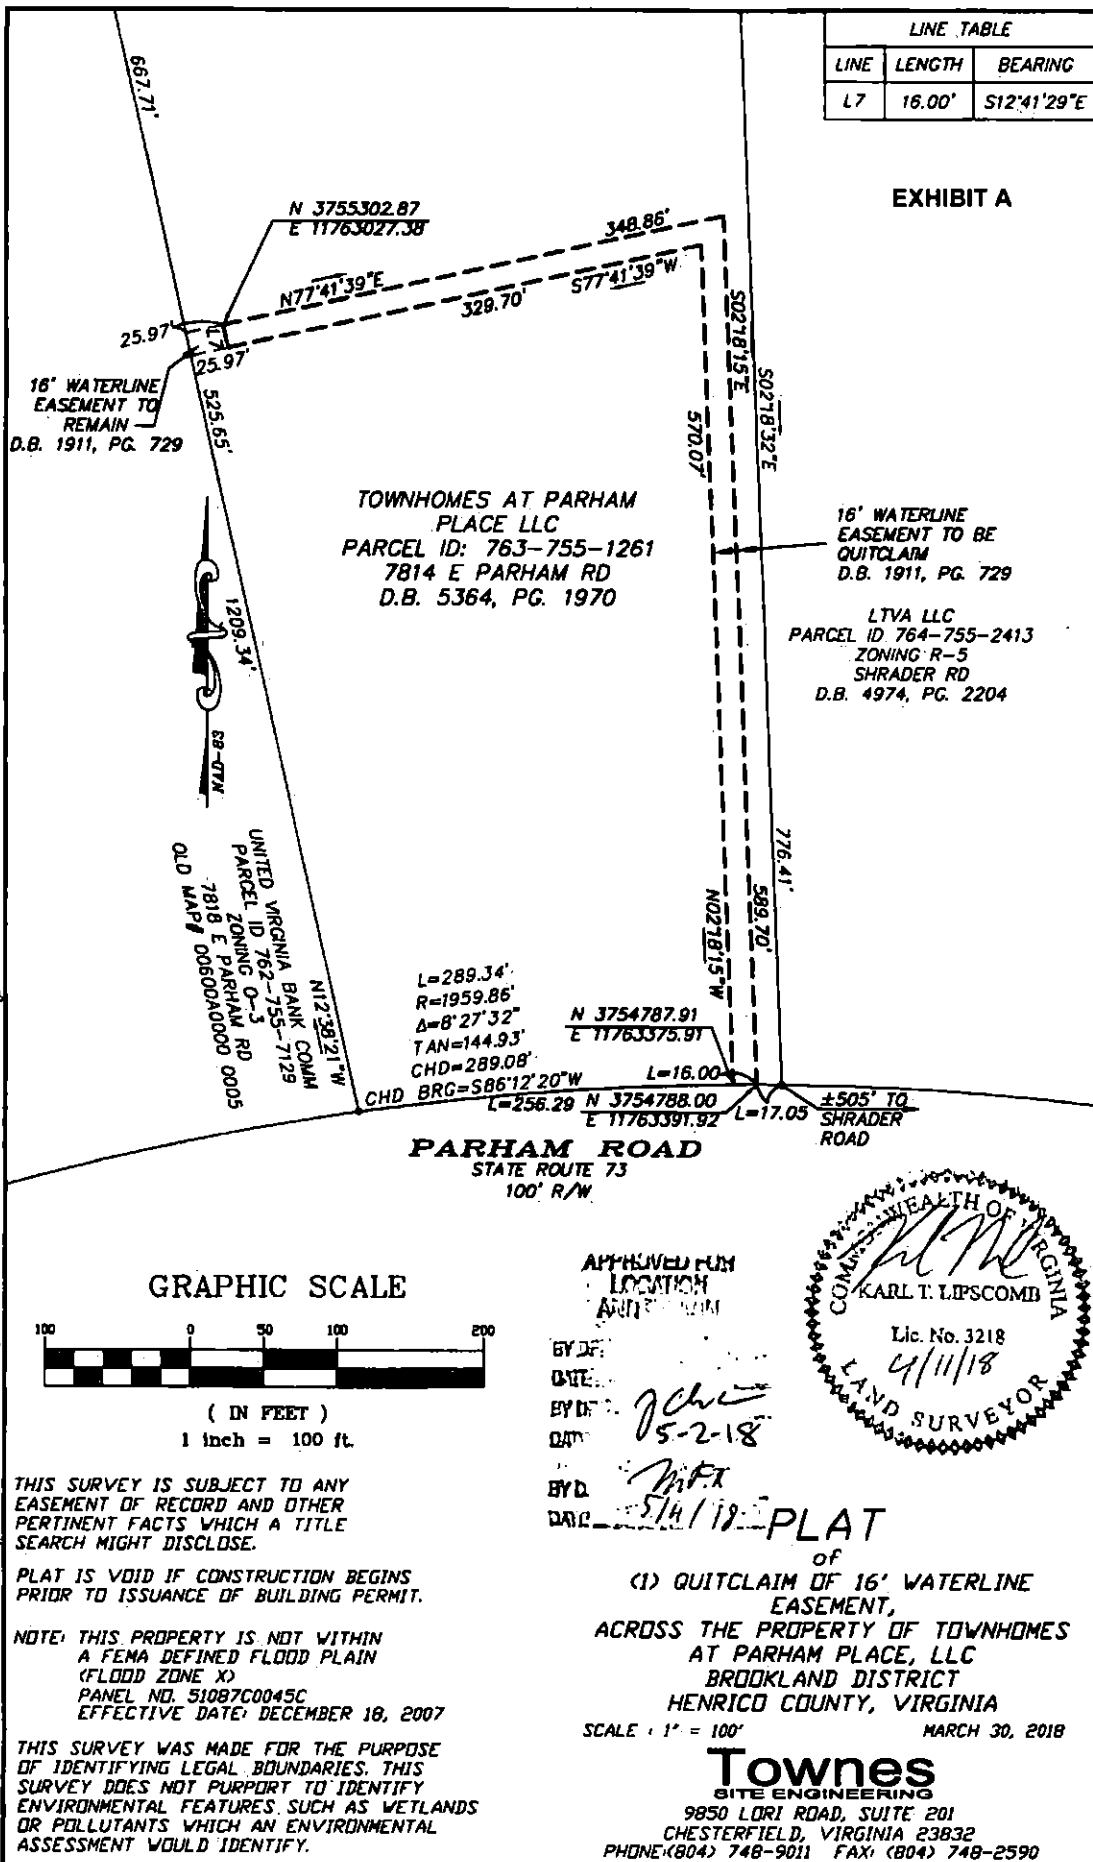 LINE TABLE
LINE LENGTH BEARING
L7 16.00' S12°41'29"E
EXHIBIT A
667.71'
N 3755302.87
E 11763027.38
348.86'
N77°41'39"E
S77°41'39"W
329.70'
25.97'
L7
25.97'
16' WATERLINE
EASEMENT TO
REMAIN
D.B. 1911, PG. 729
525.65'
S02°18'15"E
S02°18'32"E
570.07'
TOWNHOMES AT PARHAM
PLACE LLC
PARCEL ID: 763-755-1261
7814 E PARHAM RD
D.B. 5364, PG. 1970
16' WATERLINE
EASEMENT TO BE
QUITCLAIM
D.B. 1911, PG. 729
LTVA LLC
PARCEL ID 764-755-2413
ZONING R-5
SHRADER RD
D.B. 4974, PG. 2204
1209.34'
NAD-83
UNITED VIRGINIA BANK COMM
PARCEL ID 762-755-7129
ZONING O-3
7818 E PARHAM RD
OLD MAP# 00600A0000 0005
N12°38'21"W
776.41'
589.70'
N02°18'15"W
L=289.34'
R=1959.86'
Δ=8°27'32"
TAN=144.93'
CHD=289.08'
CHD BRG=S86°12'20"W
N 3754787.91
E 11763375.91
L=16.00
L=256.29
N 3754788.00
E 11763391.92
L=17.05
±505' TO
SHRADER
ROAD
PARHAM ROAD
STATE ROUTE 73
100' R/W
GRAPHIC SCALE
100 0 50 100 200
( IN FEET )
1 inch = 100 ft.
APPROVED FOR
LOCATION
BY D
DATE
BY D
DATE 5-2-18
BY D
DATE 5/4/18
COMMONWEALTH OF VIRGINIA
KARL T. LIPSCOMB
Lic. No. 3218
4/11/18
LAND SURVEYOR
THIS SURVEY IS SUBJECT TO ANY
EASEMENT OF RECORD AND OTHER
PERTINENT FACTS WHICH A TITLE
SEARCH MIGHT DISCLOSE.
PLAT IS VOID IF CONSTRUCTION BEGINS
PRIOR TO ISSUANCE OF BUILDING PERMIT.
NOTE: THIS PROPERTY IS NOT WITHIN
A FEMA DEFINED FLOOD PLAIN
(FLOOD ZONE X)
PANEL NO. 51087C0045C
EFFECTIVE DATE: DECEMBER 18, 2007
THIS SURVEY WAS MADE FOR THE PURPOSE
OF IDENTIFYING LEGAL BOUNDARIES. THIS
SURVEY DOES NOT PURPORT TO IDENTIFY
ENVIRONMENTAL FEATURES SUCH AS WETLANDS
OR POLLUTANTS WHICH AN ENVIRONMENTAL
ASSESSMENT WOULD IDENTIFY.
PLAT
of
(1) QUITCLAIM OF 16' WATERLINE
EASEMENT,
ACROSS THE PROPERTY OF TOWNHOMES
AT PARHAM PLACE, LLC
BROOKLAND DISTRICT
HENRICO COUNTY, VIRGINIA
SCALE : 1" = 100' MARCH 30, 2018
Townes
SITE ENGINEERING
9850 LORI ROAD, SUITE 201
CHESTERFIELD, VIRGINIA 23832
PHONE:(804) 748-9011 FAX: (804) 748-2590